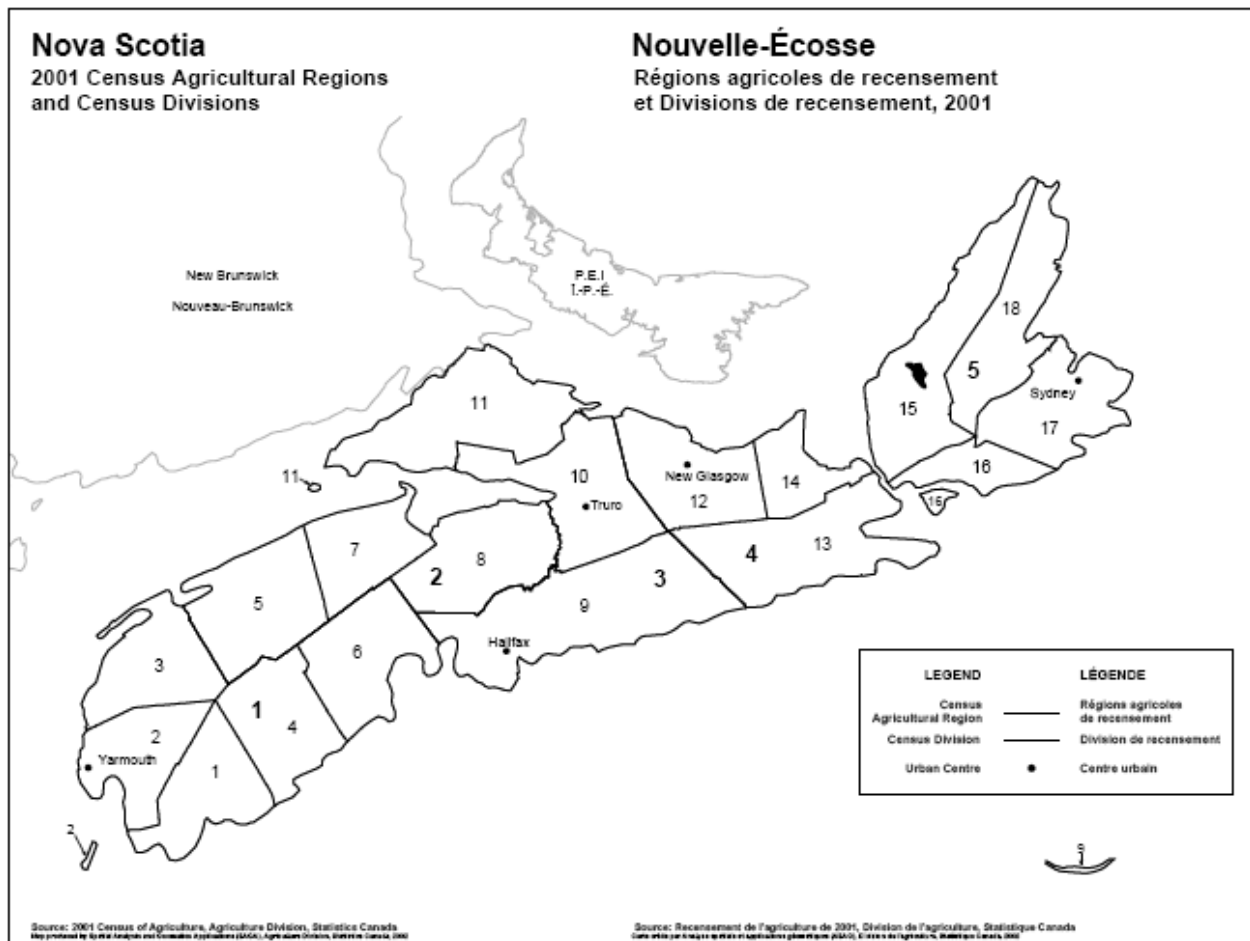 Nova Scotia
2001 Census Agricultural Regions
and Census Divisions
Nouvelle-Écosse
Régions agricoles de recensement
et Divisions de recensement, 2001
New Brunswick
Nouveau-Brunswick
P.E.I
Î.-P.-É.
18
5
15
Sydney
17
16
16
11
11
10
Truro
New Glasgow
12
14
13
4
7
8
2
3
9
Halifax
5
6
3
1
4
2
Yarmouth
1
2
9
LEGEND
LÉGENDE
Census
Agricultural Region
Régions agricoles
de recensement
Census Division
Division de recensement
Urban Centre
Centre urbain
Source: 2001 Census of Agriculture, Agriculture Division, Statistics Canada
Source: Recensement de l'agriculture de 2001, Division de l'agriculture, Statistique Canada